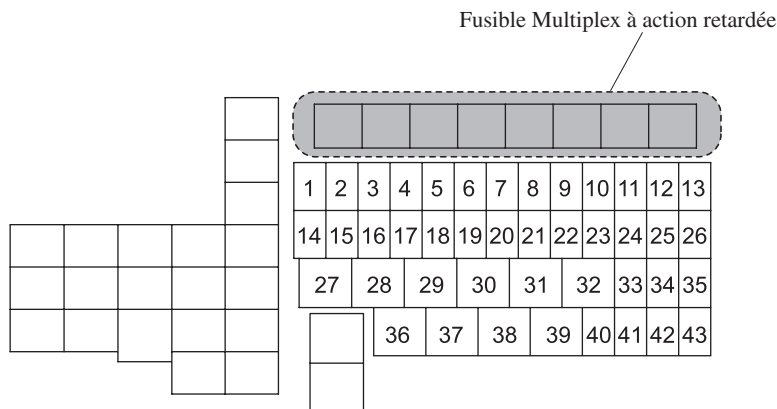 Fusible Multiplex à action retardée
1 2 3 4 5 6 7 8 9 10 11 12 13
14 15 16 17 18 19 20 21 22 23 24 25 26
27 28 29 30 31 32 33 34 35
36 37 38 39 40 41 42 43